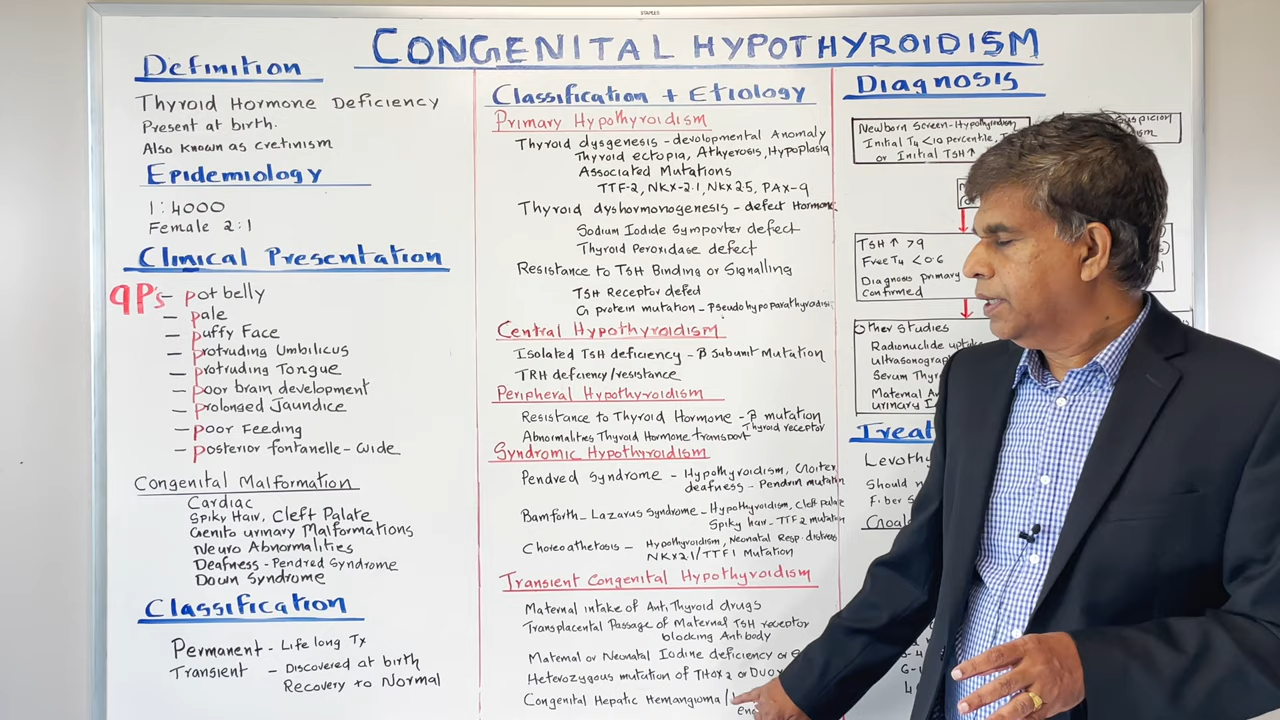 STAPLES
CONGENITAL HYPOTHYROIDISM
Definition
Thyroid Hormone Deficiency
Present at birth.
Also known as cretinism
Epidemiology
1:4000
Female 2:1
Clinical Presentation
9P's - pot belly
- pale
- puffy Face
- protruding Umbilicus
- protruding Tongue
- poor brain development
- prolonged Jaundice
- poor Feeding
- posterior fontanelle - wide
Congenital Malformation
Cardiac
Spiky Hair, Cleft Palate
Genito urinary Malformations
Neuro Abnormalities
Deafness - Pendred Syndrome
Down Syndrome
Classification
Permanent - Life long Tx
Transient - Discovered at birth
Recovery to Normal
Classification + Etiology
Primary Hypothyroidism
Thyroid dysgenesis - developmental Anomaly
Thyroid ectopia, Athyerosis, Hypoplasia
Associated Mutations
TTF-2, NKX-2.1, NKX 2.5, PAX-9
Thyroid dyshormonogenesis - defect Hormone
Sodium Iodide Symporter defect
Thyroid Peroxidase defect
Resistance to TSH Binding or Signalling
TSH Receptor defed
G protein mutation - Pseudohypoparathyroidism
Central Hypothyroidism
Isolated TSH deficiency - β Subunit Mutation
TRH deficiency/resistance
Peripheral Hypothyroidism
Resistance to Thyroid Hormone - β mutation
Thyroid receptor
Abnormalities Thyroid Hormone transport
Syndromic Hypothyroidism
Pendred Syndrome - Hypothyroidism, Goiter
deafness - Pendrin mutation
Bamforth - Lazarus Syndrome - Hypothyroidism, Cleft palate
Spiky hair - TTF2 mutation
Choreoathetosis - Hypothyroidism, Neonatal Resp. distress
NKX2.1/TTF1 Mutation
Transient Congenital Hypothyroidism
Maternal intake of Anti Thyroid drugs
Transplacental Passage of Maternal TSH receptor
blocking Antibody
Maternal or Neonatal Iodine deficiency or
Heterozygous mutation of THOX2 or DUOX
Congenital Hepatic Hemangioma/
Diagnosis
Newborn Screen - Hypothyroidism
Initial T4 <10 percentile,
or Initial TSH ↑
Suspicion
TSH ↑ >9
Free T4 <0.6
Diagnosis primary
confirmed
Other Studies
Radionuclide
Ultrasonograp
Serum
Maternal
urinary
Treat
Levothy
Should
Fiber
Goals